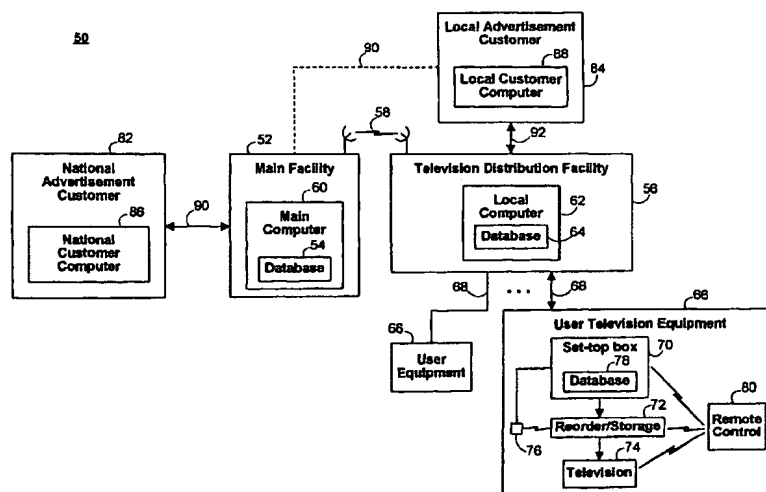 50
Local Advertisement
Customer
88
Local Customer
Computer
84
90
58
92
82
National
Advertisement
Customer
86
National
Customer
Computer
90
52
Main Facility
60
Main
Computer
54
Database
Television Distribution Facility
56
Local
Computer
62
Database
64
68
...
68
66
User
Equipment
66
User Television Equipment
Set-top box
70
78
Database
72
Reorder/Storage
76
74
Television
80
Remote
Control